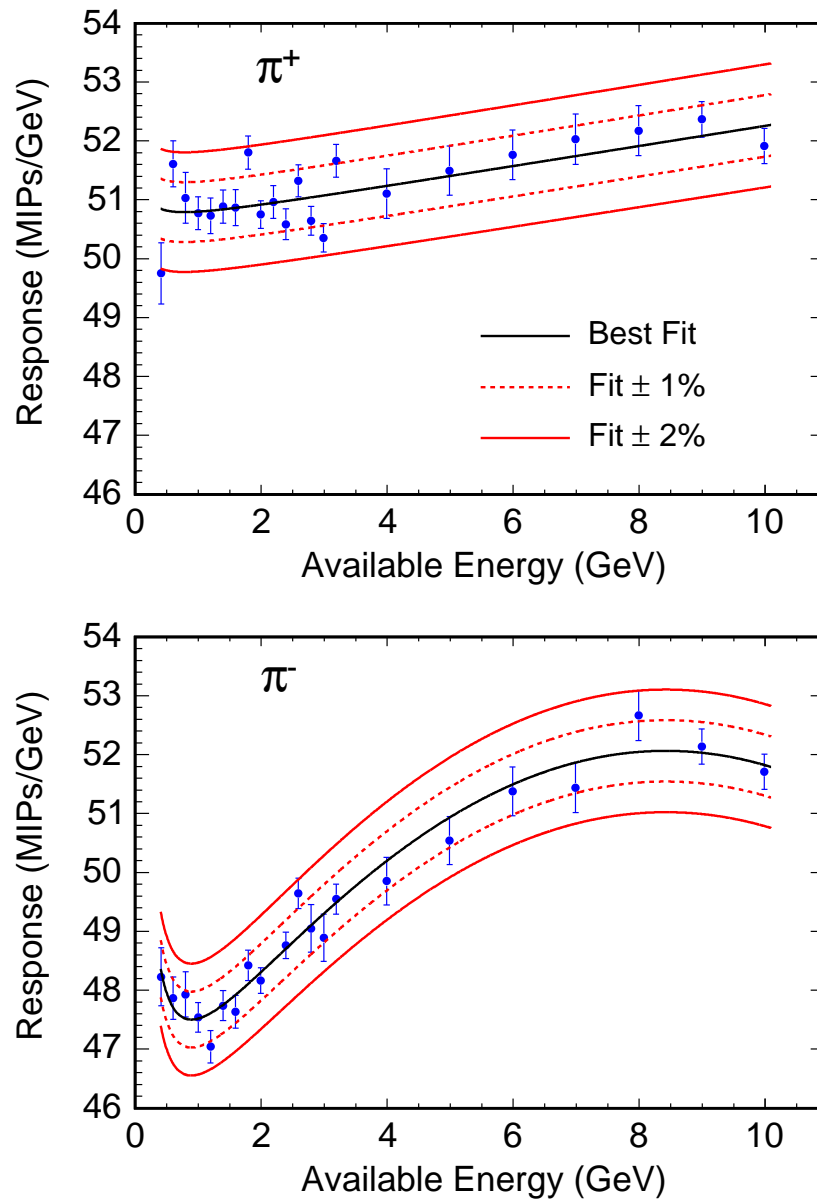 π+
Response (MIPs/GeV)
54
53
52
51
50
49
48
47
46
Best Fit
Fit ± 1%
Fit ± 2%
0 2 4 6 8 10
Available Energy (GeV)
π-
Response (MIPs/GeV)
54
53
52
51
50
49
48
47
46
0 2 4 6 8 10
Available Energy (GeV)